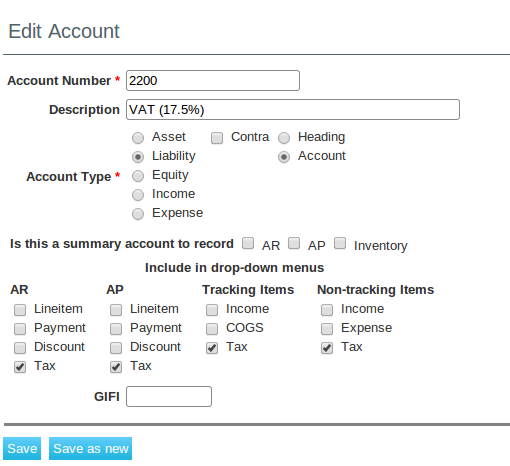 Edit Account
Account Number * 2200
Description VAT (17.5%)
Asset Contra Heading
Liability Account
Account Type * Equity
Income
Expense
Is this a summary account to record AR AP Inventory
Include in drop-down menus
AR AP Tracking Items Non-tracking Items
Lineitem Lineitem Income Income
Payment Payment COGS Expense
Discount Discount Tax Tax
Tax Tax
GIFI
Save Save as new